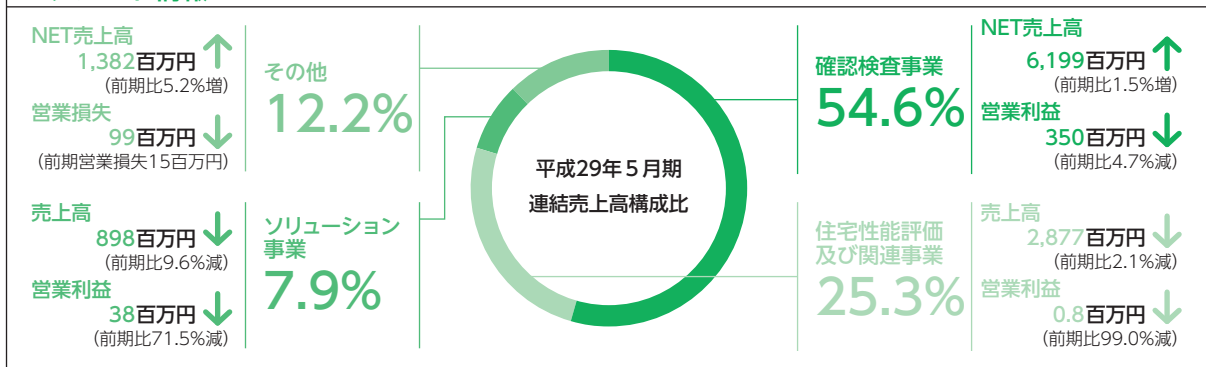 NET売上高
1,382百万円
(前期比5.2%増)
営業損失
99百万円
(前期営業損失15百万円)
その他
12.2%
売上高
898百万円
(前期比9.6%減)
営業利益
38百万円
(前期比71.5%減)
ソリューション
事業
7.9%
平成29年5月期
連結売上高構成比
確認検査事業
54.6%
NET売上高
6,199百万円
(前期比1.5%増)
営業利益
350百万円
(前期比4.7%減)
住宅性能評価
及び関連事業
25.3%
売上高
2,877百万円
(前期比2.1%減)
営業利益
0.8百万円
(前期比99.0%減)